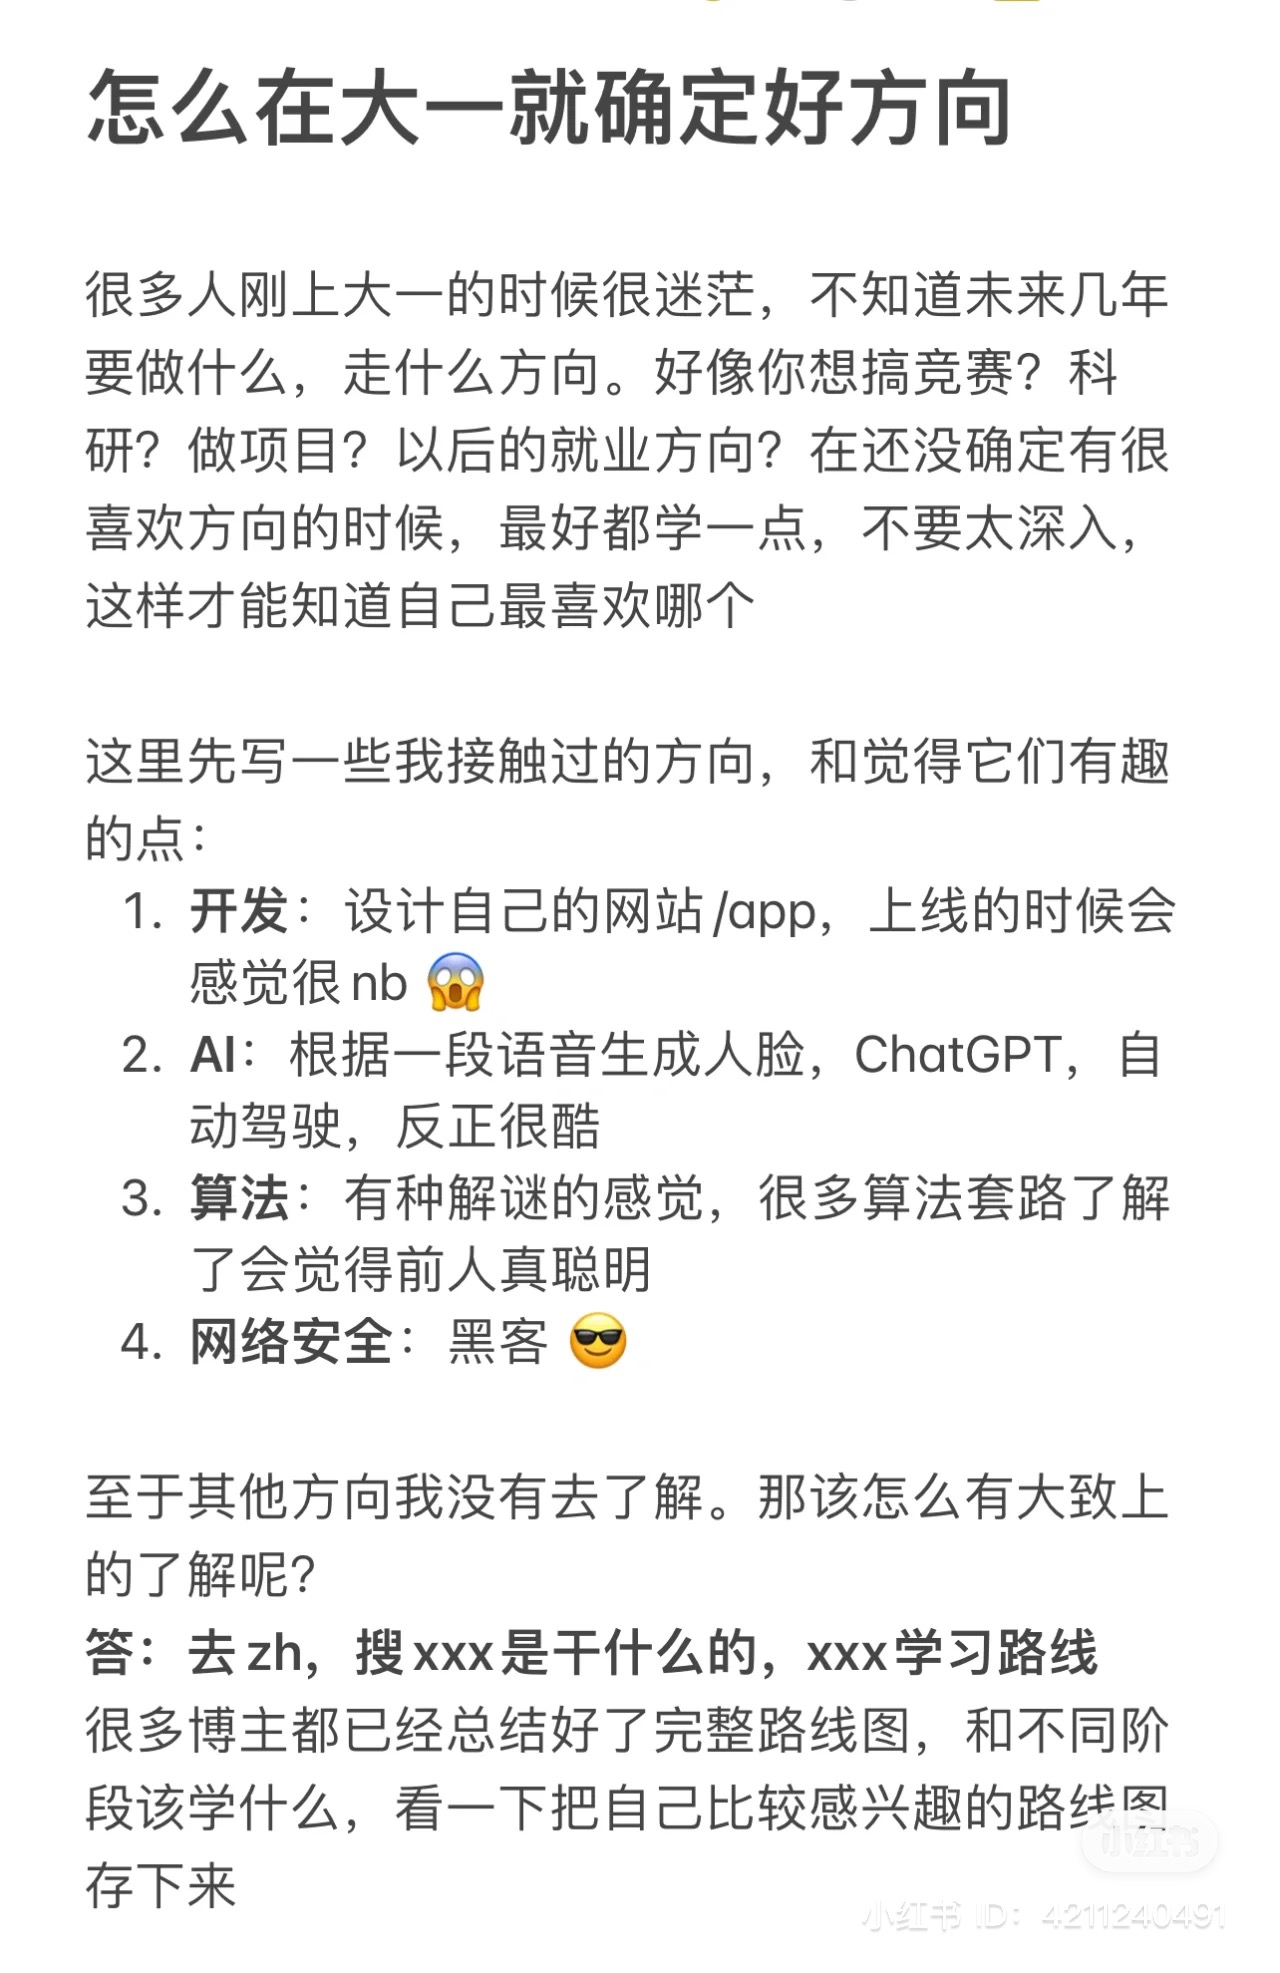 怎么在大一就确定好方向
很多人刚上大一的时候很迷茫，不知道未来几年
要做什么，走什么方向。好像你想搞竞赛？科
研？做项目？以后的就业方向？在还没确定有很
喜欢方向的时候，最好都学一点，不要太深入，
这样才能知道自己最喜欢哪个
这里先写一些我接触过的方向，和觉得它们有趣
的点：
1. 开发：设计自己的网站/app，上线的时候会
感觉很nb 😱
2. AI：根据一段语音生成人脸，ChatGPT，自
动驾驶，反正很酷
3. 算法：有种解谜的感觉，很多算法套路了解
了会觉得前人真聪明
4. 网络安全：黑客 😎
至于其他方向我没有去了解。那该怎么有大致上
的了解呢？
答：去zh，搜xxx是干什么的，xxx学习路线
很多博主都已经总结好了完整路线图，和不同阶
段该学什么，看一下把自己比较感兴趣的路线图
存下来
小红书
小红书 ID：4211240491